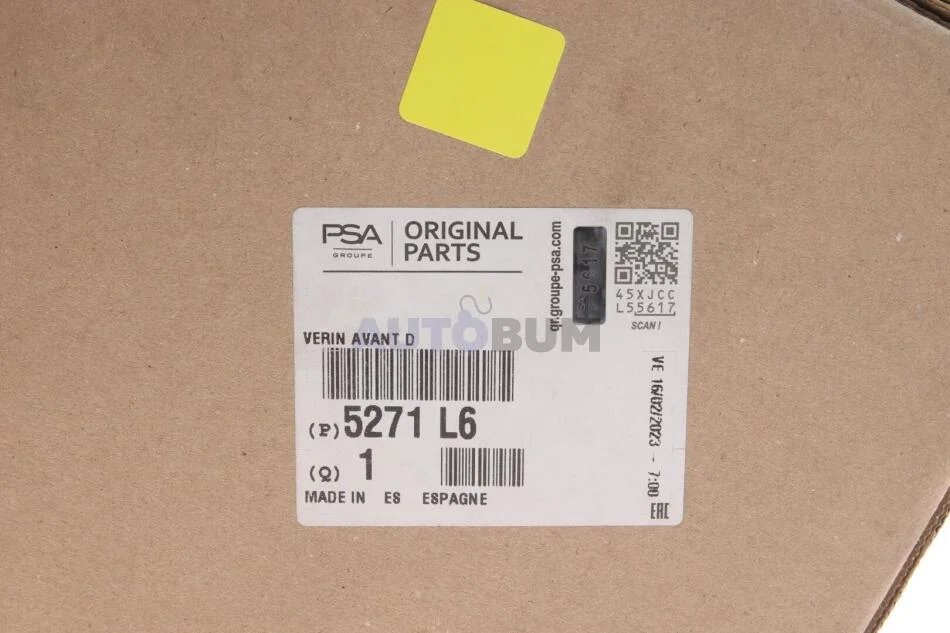 PSA
GROUPE
ORIGINAL
PARTS
qr.groupe-psa.com
5617
45XJCC
L55617
SCAN!
AUTOBUM
VERIN AVANT D
(P) 5271 L6
(Q) 1
MADE IN ES ESPAGNE
VE 16/02/2023 - 7:00
EAC